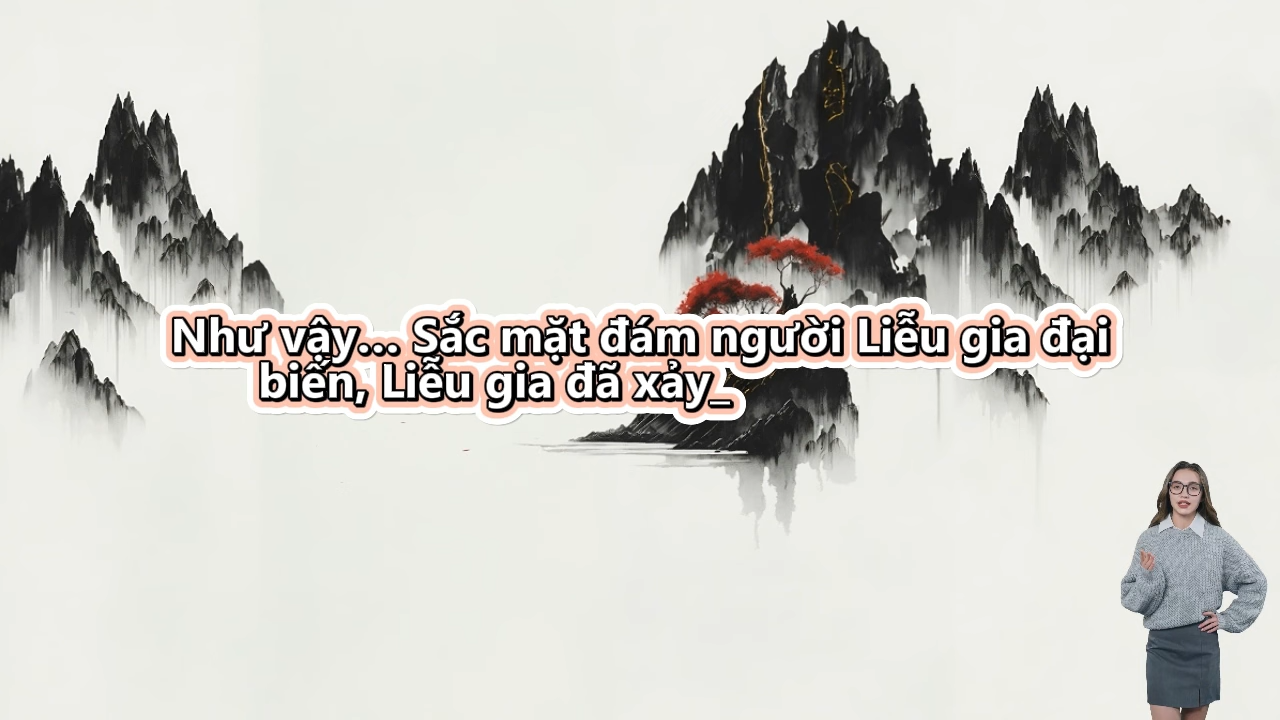 Như vậy... Sắc mặt đám người Liễu gia đại
biến, Liễu gia đã xảy_